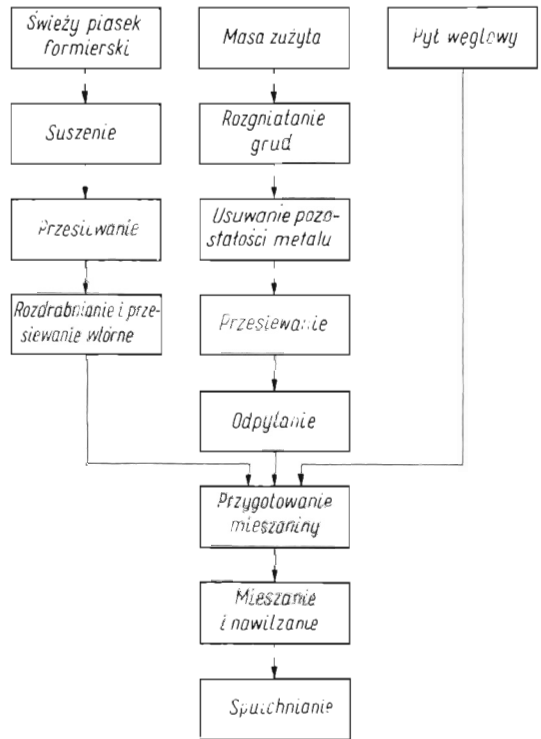 Świeży piasek
formierski
Suszenie
Przesiewanie
Rozdrabnianie i prze-
siewanie wtórne
Masa zużyta
Rozgniatanie
grud
Usuwanie pozo-
stałości metalu
Przesiewanie
Odpylanie
Pył węglowy
Przygotowanie
mieszaniny
Mieszanie
i nawilżanie
Spulchnianie